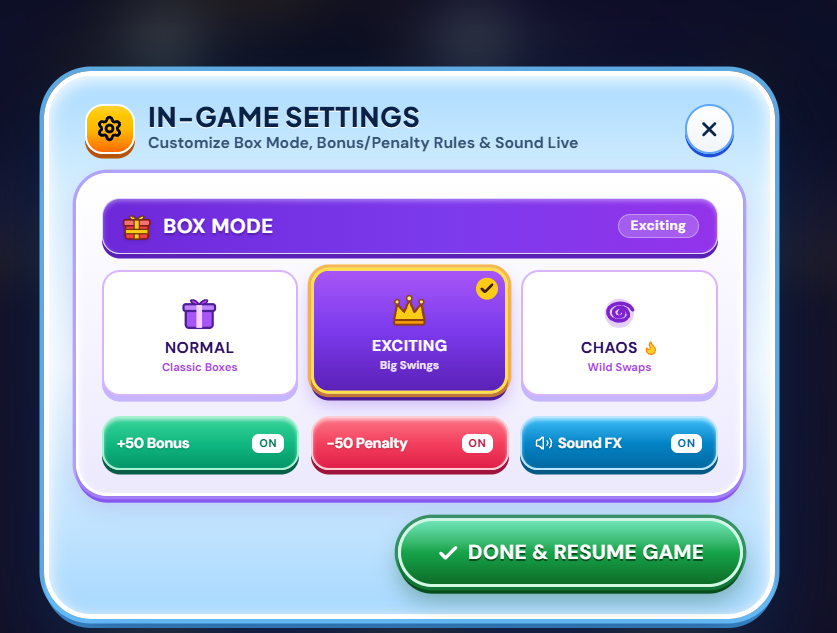 IN-GAME SETTINGS
Customize Box Mode, Bonus/Penalty Rules & Sound Live
BOX MODE
Exciting
NORMAL
Classic Boxes
EXCITING
Big Swings
CHAOS
Wild Swaps
+50 Bonus
ON
-50 Penalty
ON
Sound FX
ON
DONE & RESUME GAME